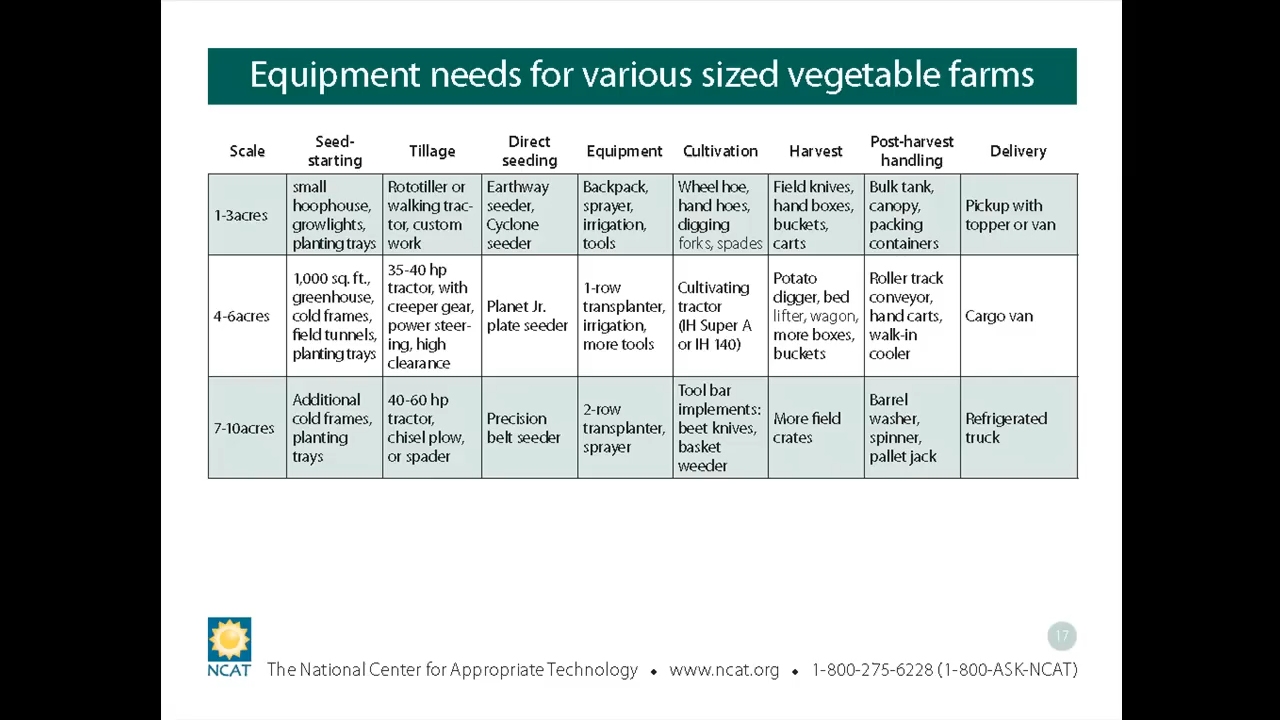 Equipment needs for various sized vegetable farms
Scale
Seed-
starting
Tillage
Direct
seeding
Equipment
Cultivation
Harvest
Post-harvest
handling
Delivery
1-3acres
small
hoophouse,
growlights,
planting trays
Rototiller or
walking trac-
tor, custom
work
Earthway
seeder,
Cyclone
seeder
Backpack,
sprayer,
irrigation,
tools
Wheel hoe,
hand hoes,
digging
forks, spades
Field knives,
hand boxes,
buckets,
carts
Bulk tank,
canopy,
packing
containers
Pickup with
topper or van
4-6acres
1,000 sq. ft.,
greenhouse,
cold frames,
field tunnels,
planting trays
35-40 hp
tractor, with
creeper gear,
power steer-
ing, high
clearance
Planet Jr.
plate seeder
1-row
transplanter,
irrigation,
more tools
Cultivating
tractor
(IH Super A
or IH 140)
Potato
digger, bed
lifter, wagon,
more boxes,
buckets
Roller track
conveyor,
hand carts,
walk-in
cooler
Cargo van
7-10acres
Additional
cold frames,
planting
trays
40-60 hp
tractor,
chisel plow,
or spader
Precision
belt seeder
2-row
transplanter,
sprayer
Tool bar
implements:
beet knives,
basket
weeder
More field
crates
Barrel
washer,
spinner,
pallet jack
Refrigerated
truck
17
NCAT
The National Center for Appropriate Technology • www.ncat.org • 1-800-275-6228 (1-800-ASK-NCAT)